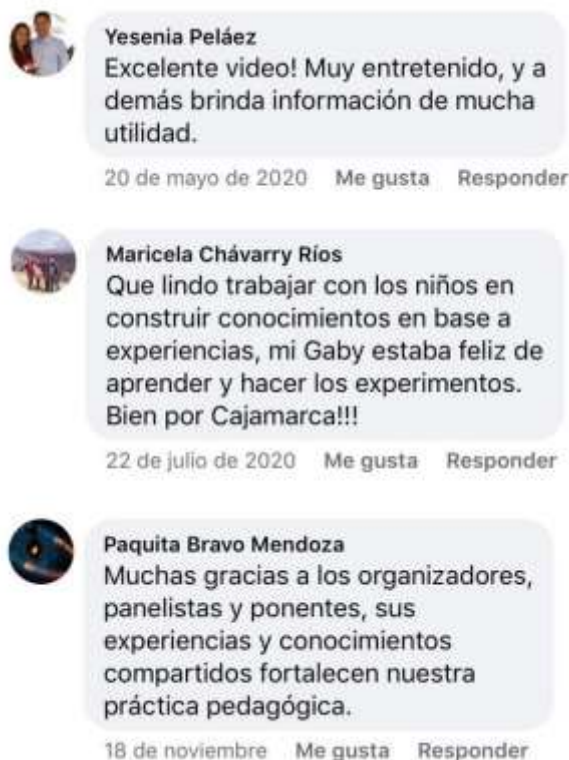 Yesenia Peláez
Excelente video! Muy entretenido, y a
demás brinda información de mucha
utilidad.
20 de mayo de 2020 Me gusta Responder
Maricela Chávarry Ríos
Que lindo trabajar con los niños en
construir conocimientos en base a
experiencias, mi Gaby estaba feliz de
aprender y hacer los experimentos.
Bien por Cajamarca!!!
22 de julio de 2020 Me gusta Responder
Paquita Bravo Mendoza
Muchas gracias a los organizadores,
panelistas y ponentes, sus
experiencias y conocimientos
compartidos fortalecen nuestra
práctica pedagógica.
18 de noviembre Me gusta Responder